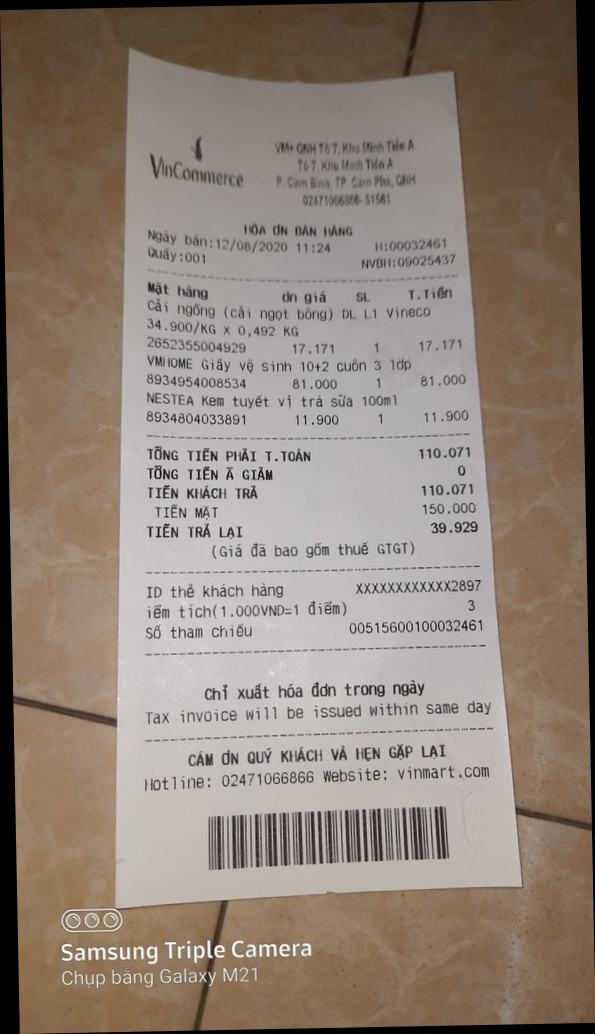 VinCommerce
VM+ QNH Tổ 7, Khu Minh Tiến A
Tổ 7, Khu Minh Tiến A
P. Cẩm Bình, TP. Cẩm Phả, QNH
02471066866- 51561
HÓA ƠN BÁN HÀNG
Ngày bán:12/08/2020 11:24 H:00032461
Quầy:001 NVBH:09025437
Mặt hàng ơn giá SL T.Tiền
Cải ngồng (cải ngọt bông) DL L1 Vineco
34.900/KG X 0,492 KG
2652355004929 17.171 1 17.171
VMHOME Giấy vệ sinh 10+2 cuộn 3 lớp
8934954008534 81.000 1 81.000
NESTEA Kem tuyết vị trà sữa 100ml
8934804033891 11.900 1 11.900
TỔNG TIỀN PHẢI T.TOÁN 110.071
TỔNG TIỀN Ã GIẢM 0
TIỀN KHÁCH TRẢ 110.071
TIỀN MẶT 150.000
TIỀN TRẢ LẠI 39.929
(Giá đã bao gồm thuế GTGT)
ID thẻ khách hàng XXXXXXXXXXXX2897
iểm tích(1.000VND=1 điểm) 3
Số tham chiếu 00515600100032461
Chỉ xuất hóa đơn trong ngày
Tax invoice will be issued within same day
CẢM ƠN QUÝ KHÁCH VÀ HẸN GẶP LẠI
Hotline: 02471066866 Website: vinmart.com
Samsung Triple Camera
Chụp bằng Galaxy M21